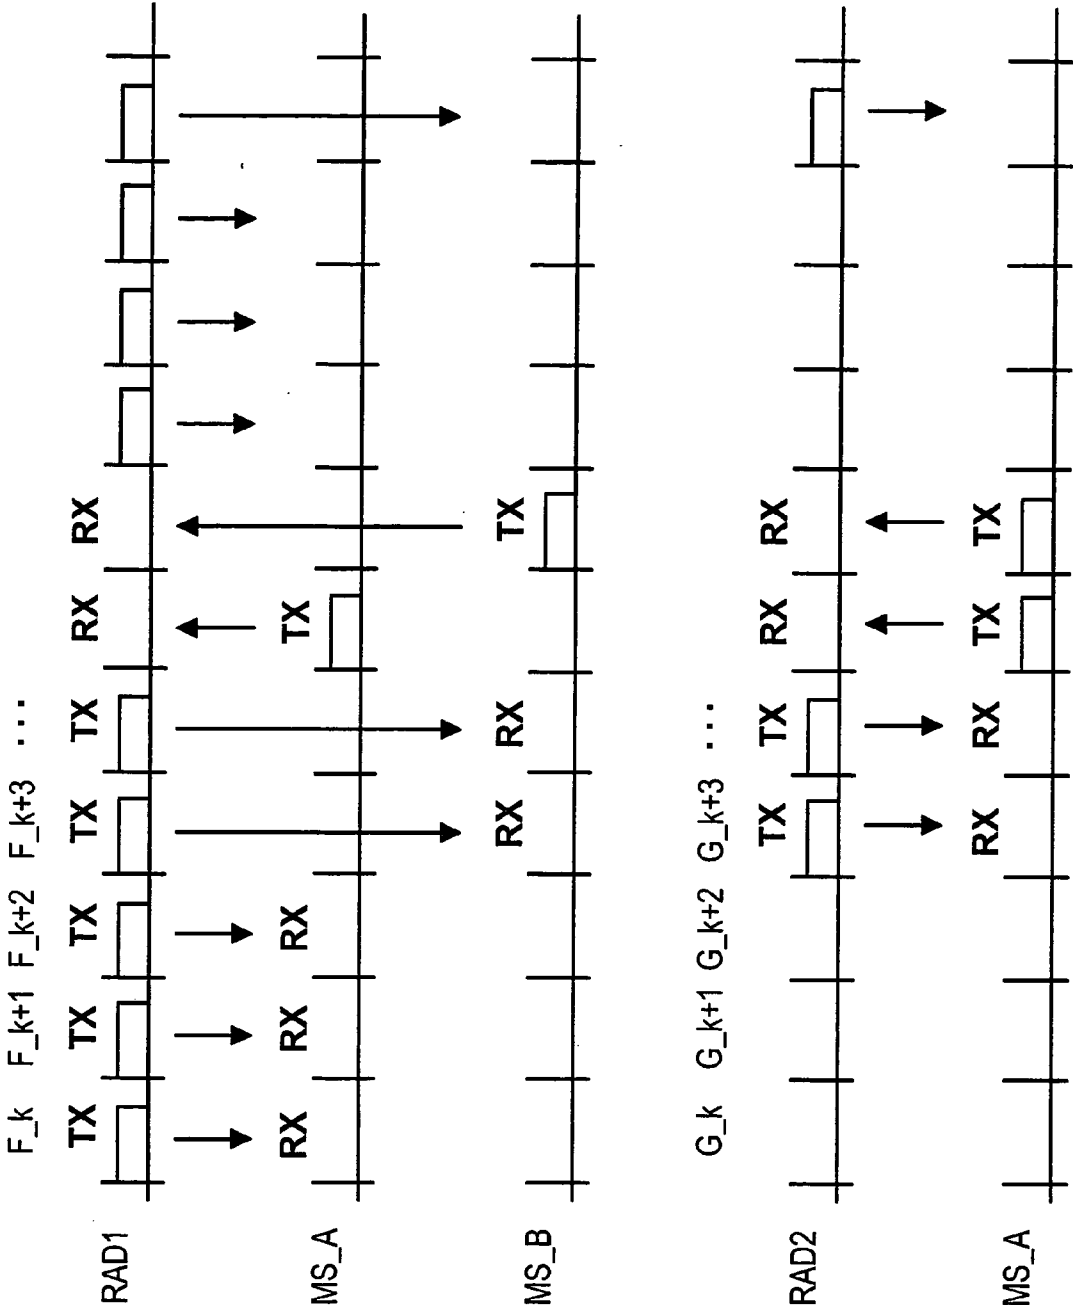 F_k F_k+1 F_k+2 F_k+3 ...
TX TX TX TX TX RX RX
RAD1
RX RX RX TX
MS_A
RX RX TX
MS_B
G_k G_k+1 G_k+2 G_k+3 ...
TX TX RX RX
RAD2
RX RX TX TX
MS_A